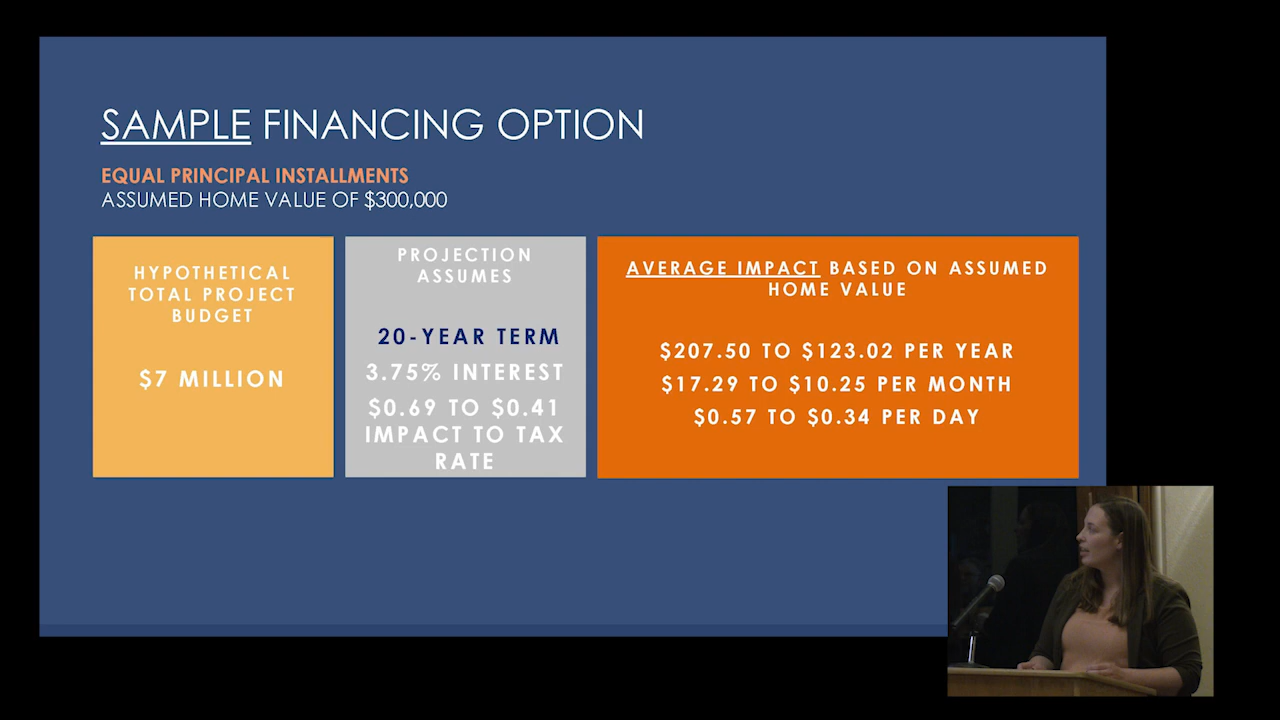 SAMPLE FINANCING OPTION
EQUAL PRINCIPAL INSTALLMENTS
ASSUMED HOME VALUE OF $300,000
HYPOTHETICAL
TOTAL PROJECT
BUDGET
$7 MILLION
PROJECTION
ASSUMES
20-YEAR TERM
3.75% INTEREST
$0.69 TO $0.41
IMPACT TO TAX
RATE
AVERAGE IMPACT BASED ON ASSUMED
HOME VALUE
$207.50 TO $123.02 PER YEAR
$17.29 TO $10.25 PER MONTH
$0.57 TO $0.34 PER DAY